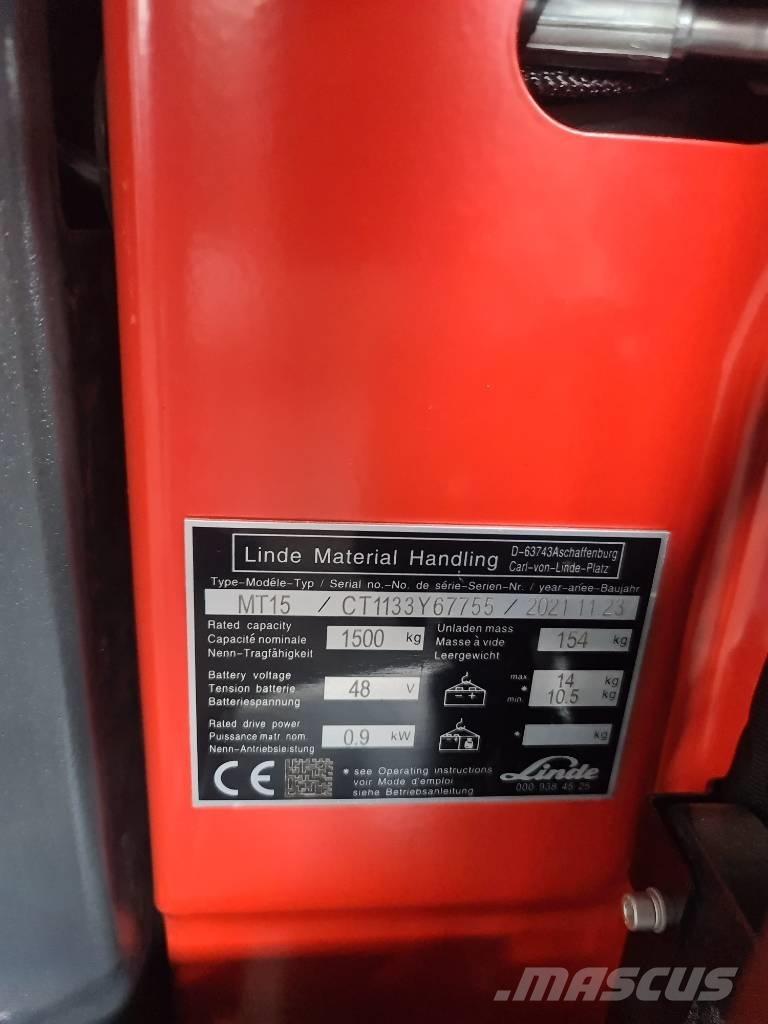 Linde Material Handling D-63743Aschaffenburg
Carl-von-Linde-Platz
Type-Modèle-Typ / Serial no.-No. de série-Serien-Nr. / year-anee-Baujahr
MT15 / CT1133Y67755 / 2021 11 23
Rated capacity
Capacité nominale 1500 kg
Nenn-Tragfähigkeit
Unladen mass
Masse à vide 154 kg
Leergewicht
Battery voltage
Tension batterie 48 V
Batteriespannung
max. 14 kg
* min. 10.5 kg
Rated drive power
Puissance matr. nom. 0.9 kW
Nenn-Antriebsleistung
* kg
CE
* see Operating instructions
voir Mode d'emploi
siehe Betriebsanleitung
Linde
000 938 45 25
MASCUS